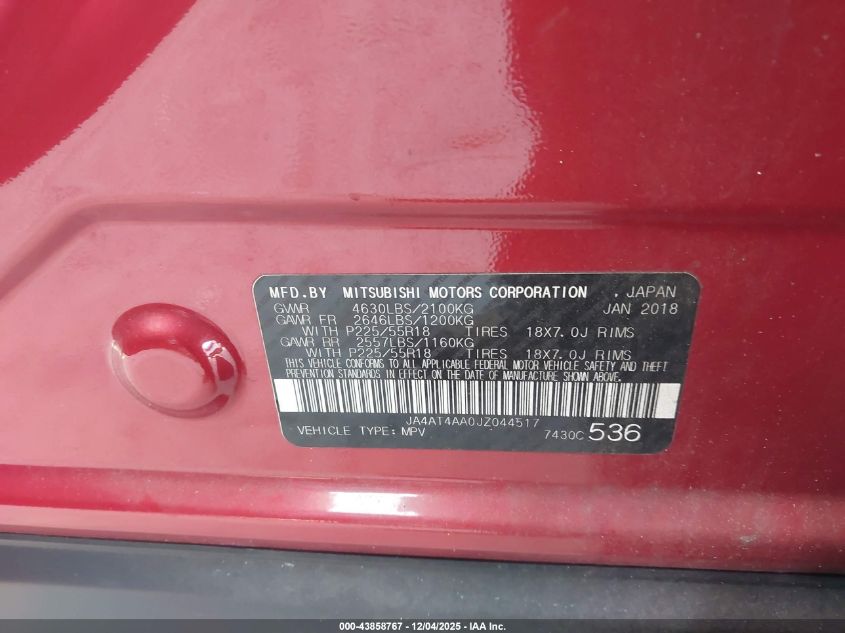 MFD.BY MITSUBISHI MOTORS CORPORATION , JAPAN
GVWR 4630LBS/2100KG JAN 2018
GAWR FR 2646LBS/1200KG
WITH P225/55R18 TIRES 18X7.0J RIMS
GAWR RR 2557LBS/1160KG
WITH P225/55R18 TIRES 18X7.0J RIMS
THIS VEHICLE CONFORMS TO ALL APPLICABLE FEDERAL MOTOR VEHICLE SAFETY AND THEFT
PREVENTION STANDARDS IN EFFECT ON THE DATE OF MANUFACTURE SHOWN ABOVE.
JA4AT4AA0JZ044517
VEHICLE TYPE: MPV 7430C 536
000-43858767 - 12/04/2025 - IAA Inc.